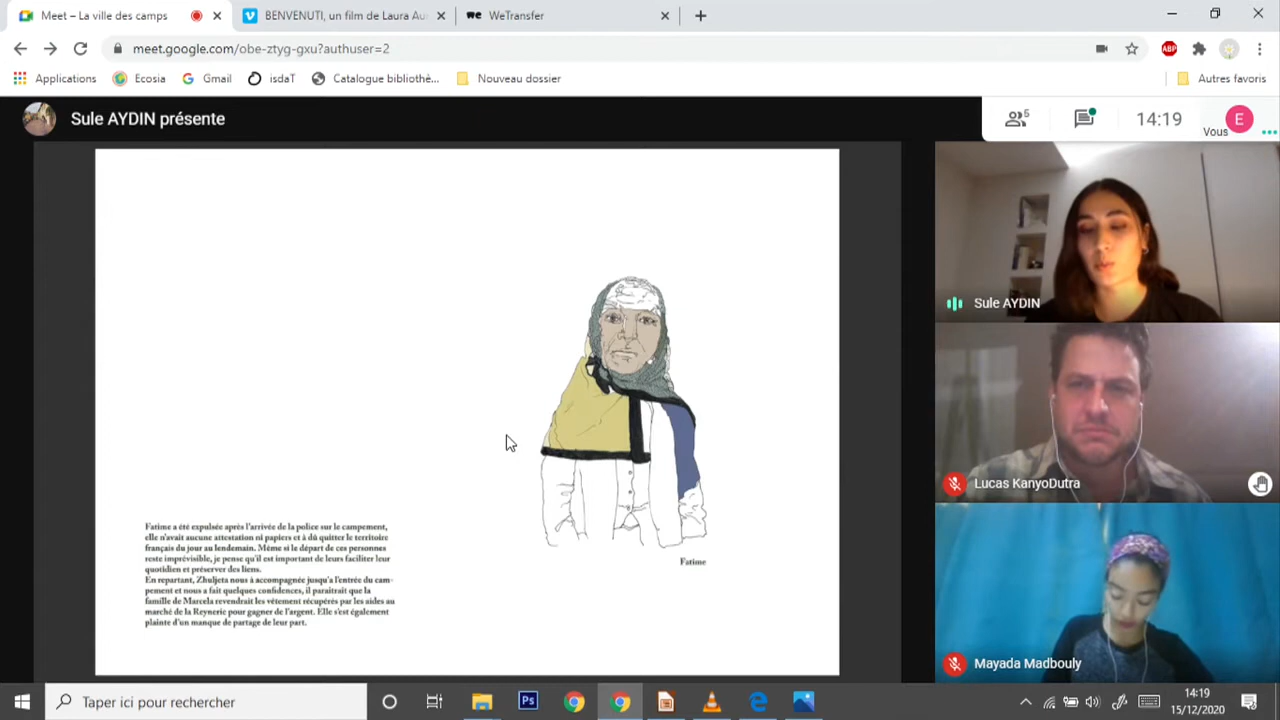 Meet – La ville des camps
BENVENUTI, un film de Laura Au
WeTransfer
meet.google.com/obe-ztyg-gxu?authuser=2
ABP
Applications
Ecosia
Gmail
isdaT
Catalogue bibliothè...
Nouveau dossier
Autres favoris
Sule AYDIN présente
5
14:19
Vous
E
Sule AYDIN
Lucas KanyoDutra
Mayada Madbouly
Fatime a été expulsée après l'arrivée de la police sur le campement,
elle n'avait aucune attestation ni papiers et à dû quitter le territoire
français du jour au lendemain. Même si le départ de ces personnes
reste imprévisible, je pense qu'il est important de leurs faciliter leur
quotidien et préserver des liens.
En repartant, Zhuljeta nous à accompagnée jusqu'a l'entrée du cam-
pement et nous a fait quelques confidences, il paraitrait que la
famille de Marcela revendrait les vêtement récupérés par les aides au
marché de la Reynerie pour gagner de l'argent. Elle s'est également
plainte d'un manque de partage de leur part.
Fatime
Taper ici pour rechercher
Ps
14:19
15/12/2020